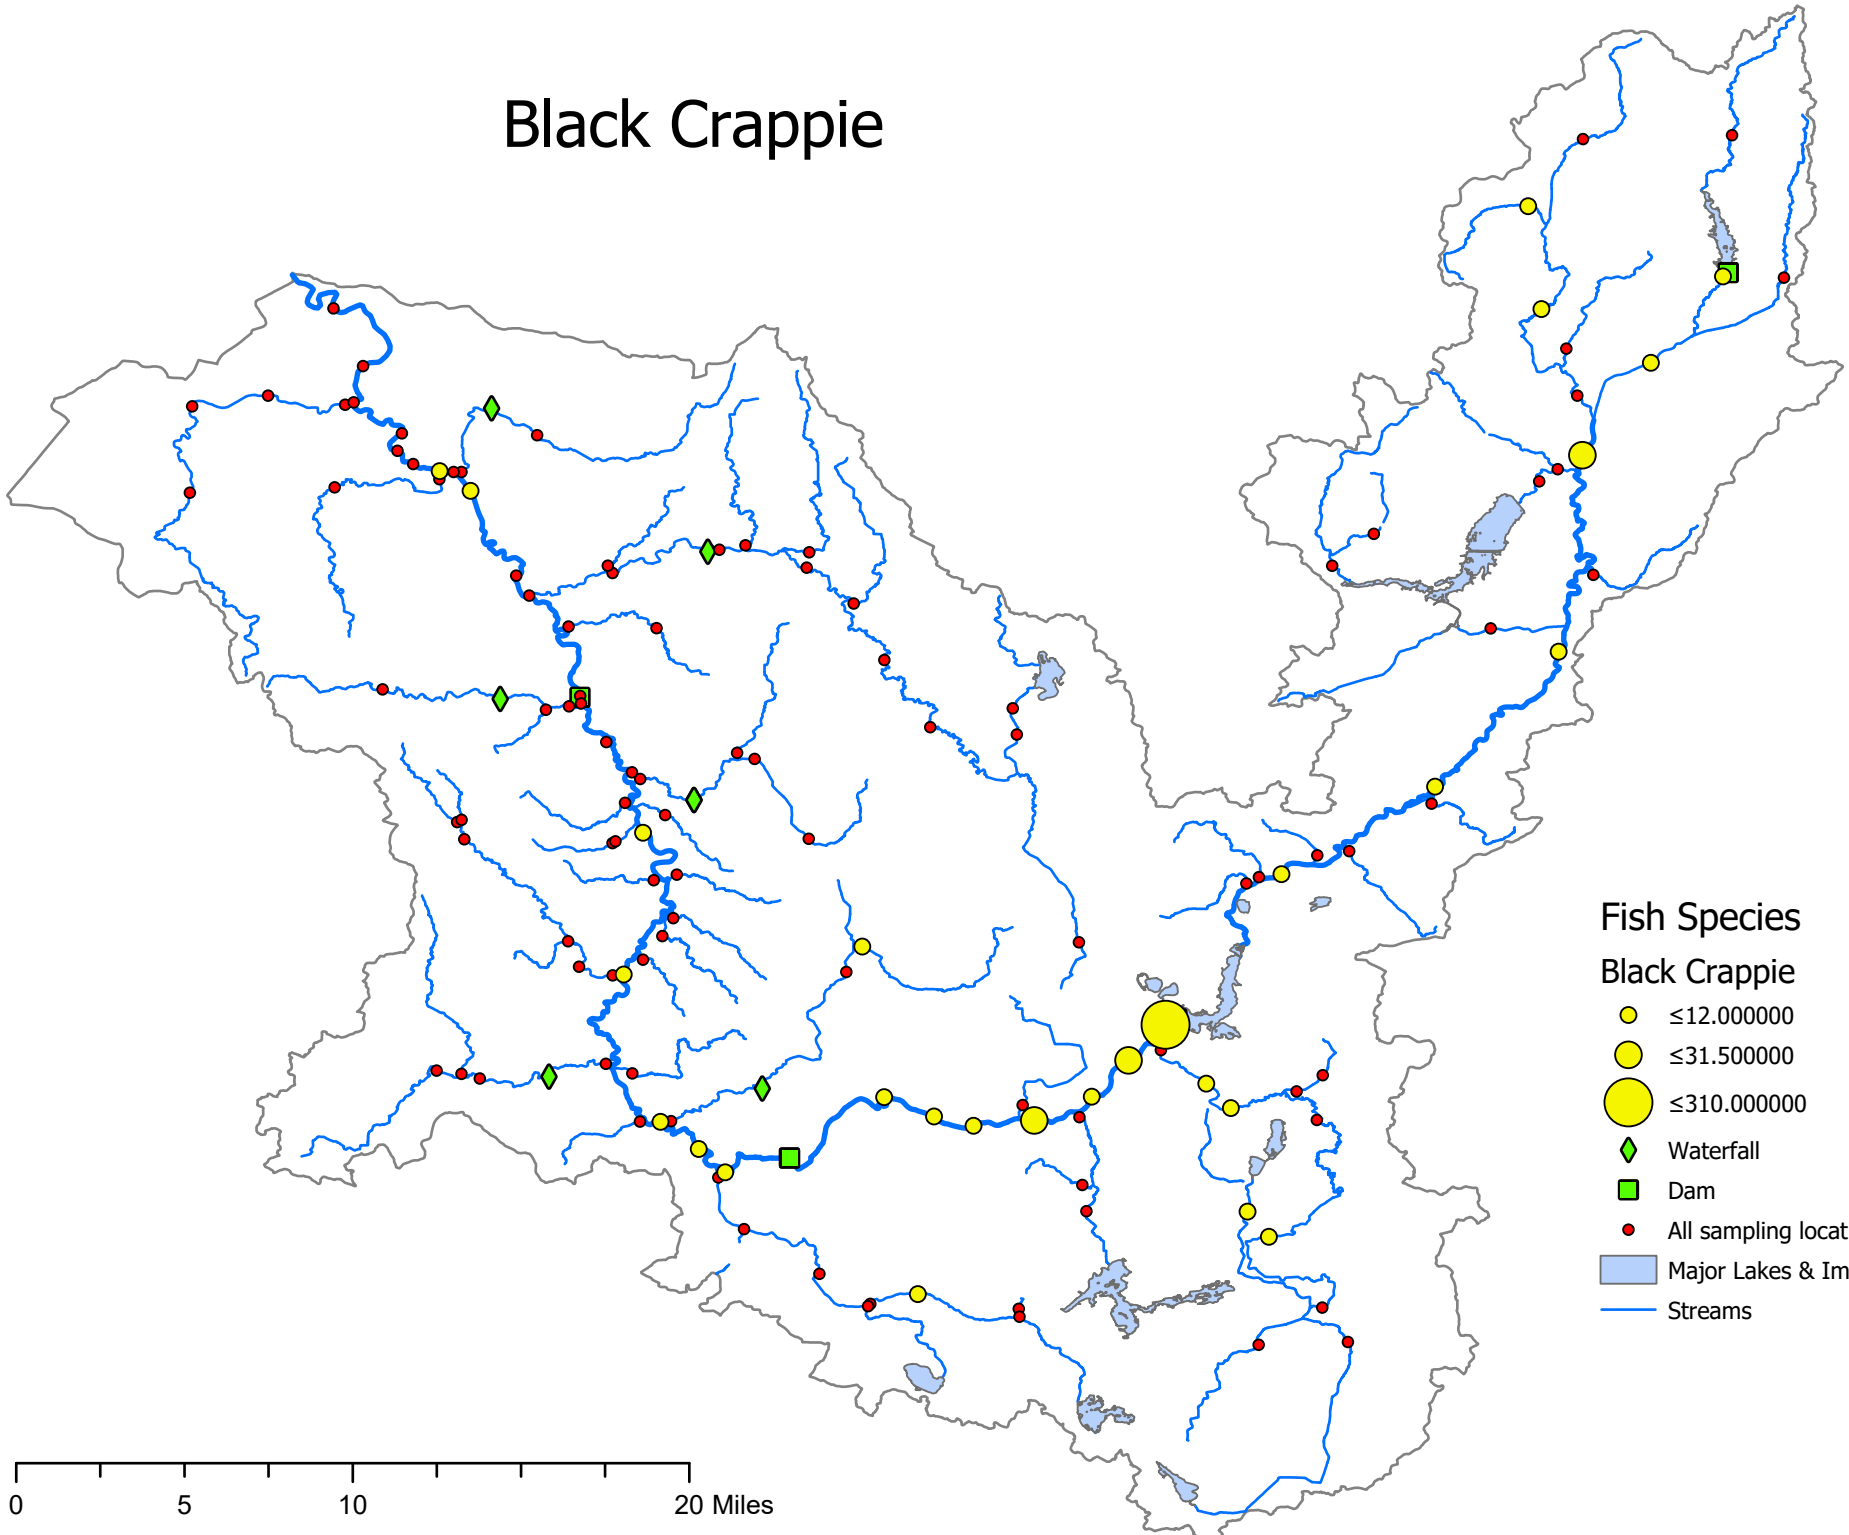 Black Crappie
Fish Species
Black Crappie
≤12.000000
≤31.500000
≤310.000000
Waterfall
Dam
All sampling locat
Major Lakes & Im
Streams
0 5 10 20 Miles